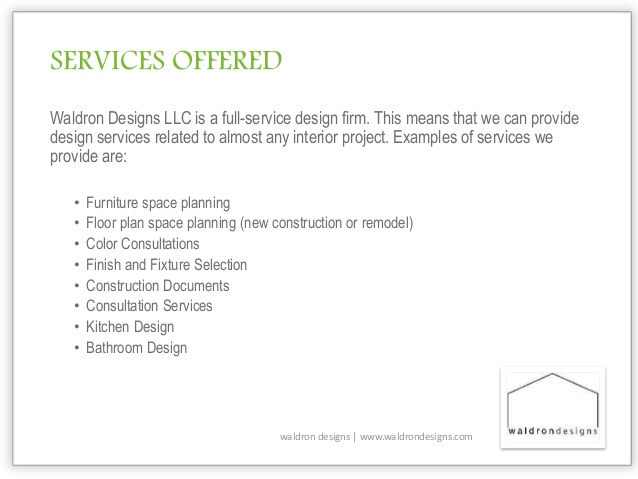 SERVICES OFFERED
Waldron Designs LLC is a full-service design firm. This means that we can provide
design services related to almost any interior project. Examples of services we
provide are:
• Furniture space planning
• Floor plan space planning (new construction or remodel)
• Color Consultations
• Finish and Fixture Selection
• Construction Documents
• Consultation Services
• Kitchen Design
• Bathroom Design
waldrondesigns
waldron designs | www.waldrondesigns.com